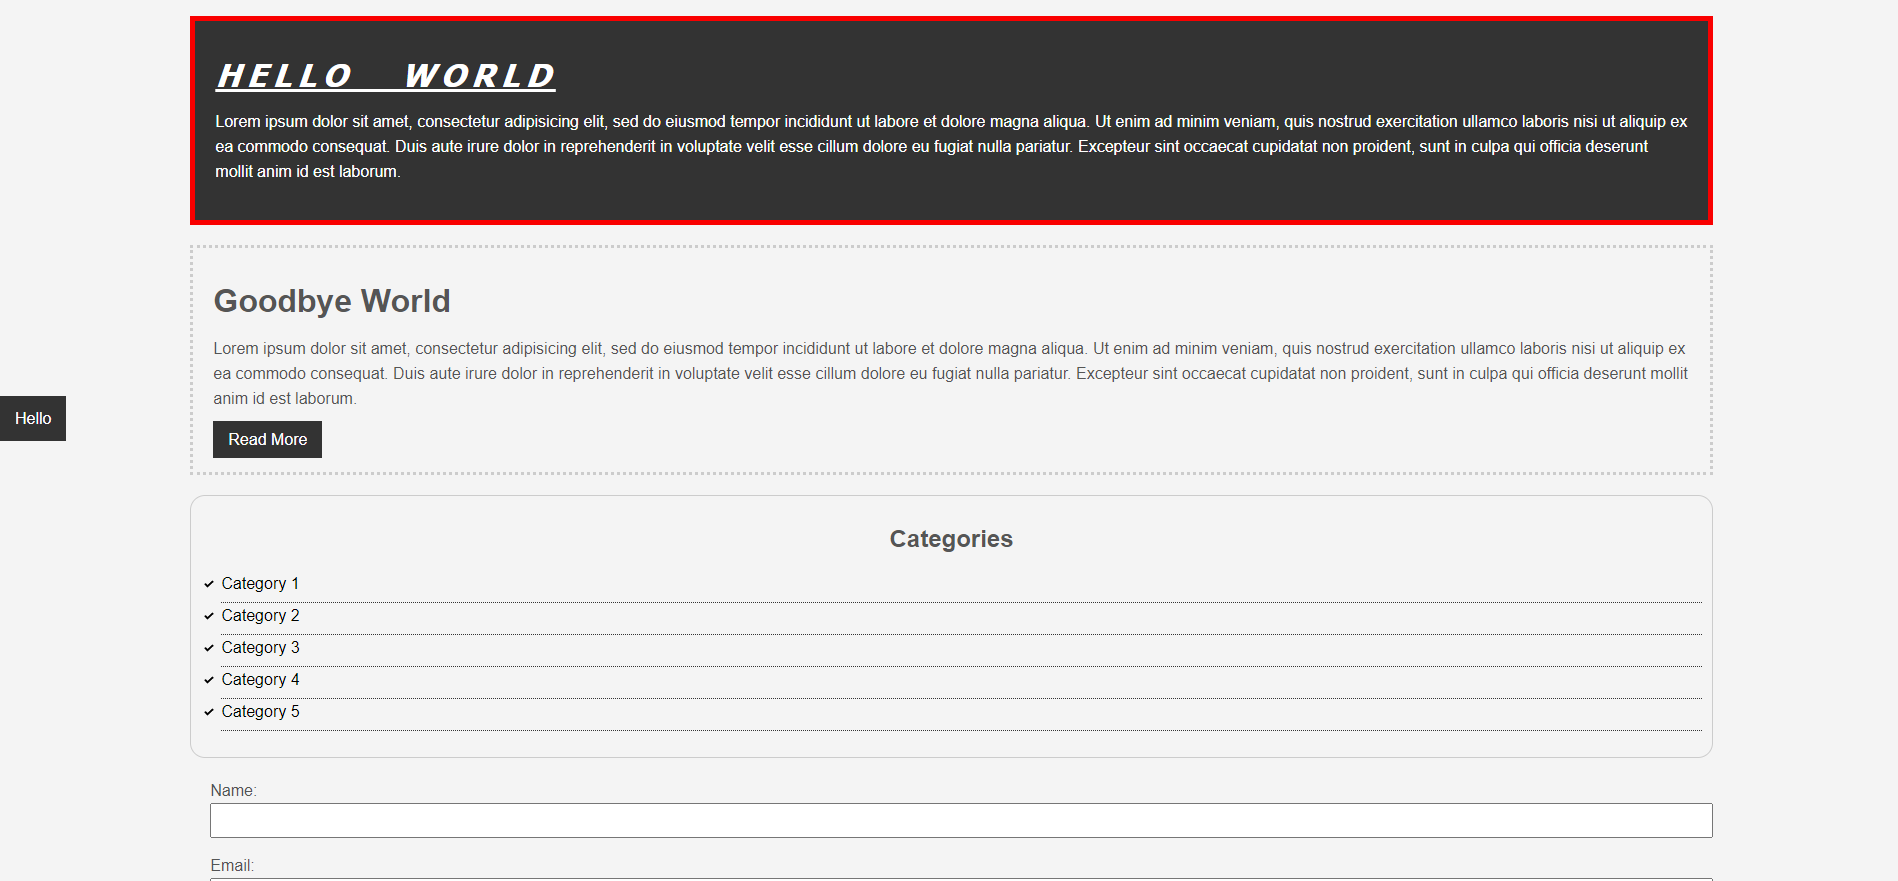 HELLO WORLD
Lorem ipsum dolor sit amet, consectetur adipisicing elit, sed do eiusmod tempor incididunt ut labore et dolore magna aliqua. Ut enim ad minim veniam, quis nostrud exercitation ullamco laboris nisi ut aliquip ex
ea commodo consequat. Duis aute irure dolor in reprehenderit in voluptate velit esse cillum dolore eu fugiat nulla pariatur. Excepteur sint occaecat cupidatat non proident, sunt in culpa qui officia deserunt
mollit anim id est laborum.
Goodbye World
Lorem ipsum dolor sit amet, consectetur adipisicing elit, sed do eiusmod tempor incididunt ut labore et dolore magna aliqua. Ut enim ad minim veniam, quis nostrud exercitation ullamco laboris nisi ut aliquip ex
ea commodo consequat. Duis aute irure dolor in reprehenderit in voluptate velit esse cillum dolore eu fugiat nulla pariatur. Excepteur sint occaecat cupidatat non proident, sunt in culpa qui officia deserunt mollit
anim id est laborum.
Hello
Read More
Categories
Category 1
Category 2
Category 3
Category 4
Category 5
Name:
Email: